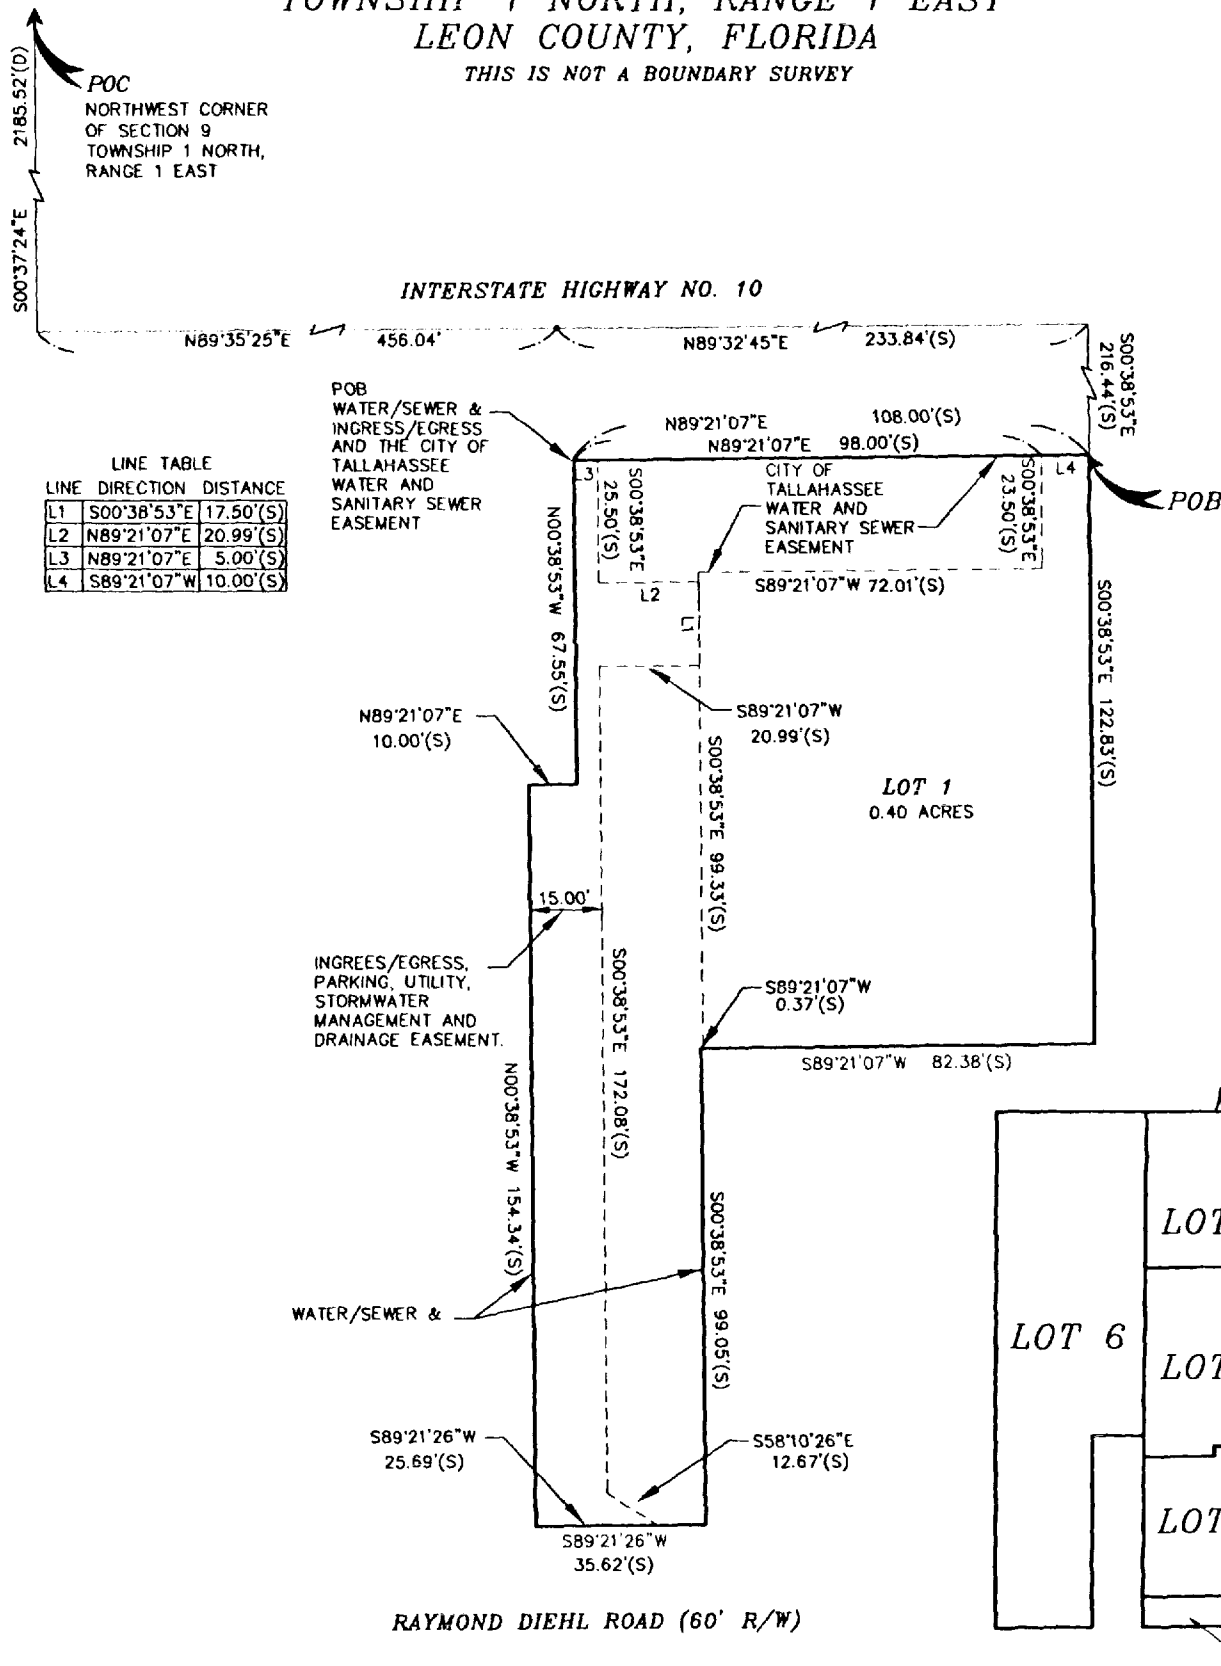 TOWNSHIP 1 NORTH, RANGE 1 EAST
LEON COUNTY, FLORIDA
THIS IS NOT A BOUNDARY SURVEY
2185.52'(D)
S00°37'24"E
POC
NORTHWEST CORNER
OF SECTION 9
TOWNSHIP 1 NORTH,
RANGE 1 EAST
INTERSTATE HIGHWAY NO. 10
N89°35'25"E 456.04'
N89°32'45"E 233.84'(S)
S00°38'53"E
216.44'(S)
POB
WATER/SEWER &
INGRESS/EGRESS
AND THE CITY OF
TALLAHASSEE
WATER AND
SANITARY SEWER
EASEMENT
N89°21'07"E 108.00'(S)
N89°21'07"E 98.00'(S)
L3
L4
POB
LINE TABLE
LINE DIRECTION DISTANCE
L1 S00°38'53"E 17.50'(S)
L2 N89°21'07"E 20.99'(S)
L3 N89°21'07"E 5.00'(S)
L4 S89°21'07"W 10.00'(S)
S00°38'53"E
25.50'(S)
CITY OF
TALLAHASSEE
WATER AND
SANITARY SEWER
EASEMENT
S00°38'53"E
23.50'(S)
N00°38'53"W 67.55'(S)
L2
L1
S89°21'07"W 72.01'(S)
S00°38'53"E 122.83'(S)
N89°21'07"E
10.00'(S)
S89°21'07"W
20.99'(S)
S00°38'53"E 99.33'(S)
LOT 1
0.40 ACRES
15.00'
INGREES/EGRESS,
PARKING, UTILITY,
STORMWATER
MANAGEMENT AND
DRAINAGE EASEMENT.
S00°38'53"E 172.08'(S)
S89°21'07"W
0.37'(S)
S89°21'07"W 82.38'(S)
N00°38'53"W 154.34'(S)
S00°38'53"E 99.05'(S)
WATER/SEWER &
S89°21'26"W
25.69'(S)
S58°10'26"E
12.67'(S)
S89°21'26"W
35.62'(S)
RAYMOND DIEHL ROAD (60' R/W)
LOT
LOT 6
LOT
LOT